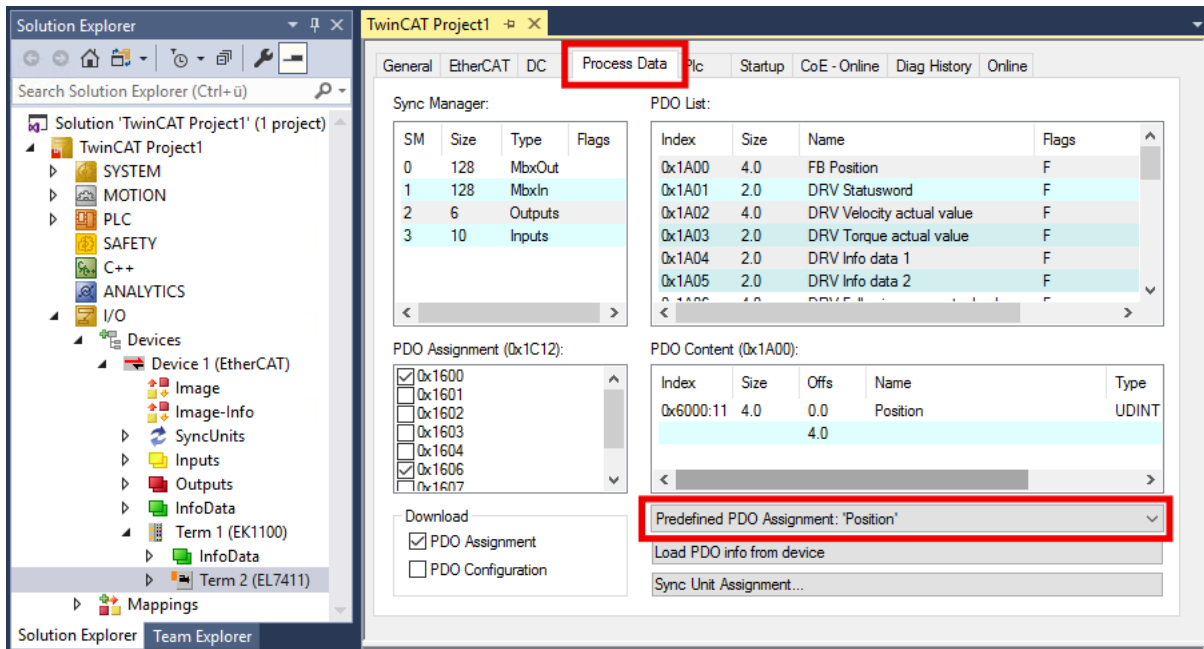 Solution Explorer
Search Solution Explorer (Ctrl+ü)
Solution 'TwinCAT Project1' (1 project)
TwinCAT Project1
SYSTEM
MOTION
PLC
SAFETY
C++
ANALYTICS
I/O
Devices
Device 1 (EtherCAT)
Image
Image-Info
SyncUnits
Inputs
Outputs
InfoData
Term 1 (EK1100)
InfoData
Term 2 (EL7411)
Mappings
Solution Explorer Team Explorer
TwinCAT Project1
General EtherCAT DC Process Data Plc Startup CoE - Online Diag History Online
Sync Manager:
SM Size Type Flags
0 128 MbxOut
1 128 MbxIn
2 6 Outputs
3 10 Inputs
PDO List:
Index Size Name Flags
0x1A00 4.0 FB Position F
0x1A01 2.0 DRV Statusword F
0x1A02 4.0 DRV Velocity actual value F
0x1A03 2.0 DRV Torque actual value F
0x1A04 2.0 DRV Info data 1 F
0x1A05 2.0 DRV Info data 2 F
PDO Assignment (0x1C12):
0x1600
0x1601
0x1602
0x1603
0x1604
0x1606
0x1607
PDO Content (0x1A00):
Index Size Offs Name Type
0x6000:11 4.0 0.0 Position UDINT
4.0
Download
PDO Assignment
PDO Configuration
Predefined PDO Assignment: 'Position'
Load PDO info from device
Sync Unit Assignment...